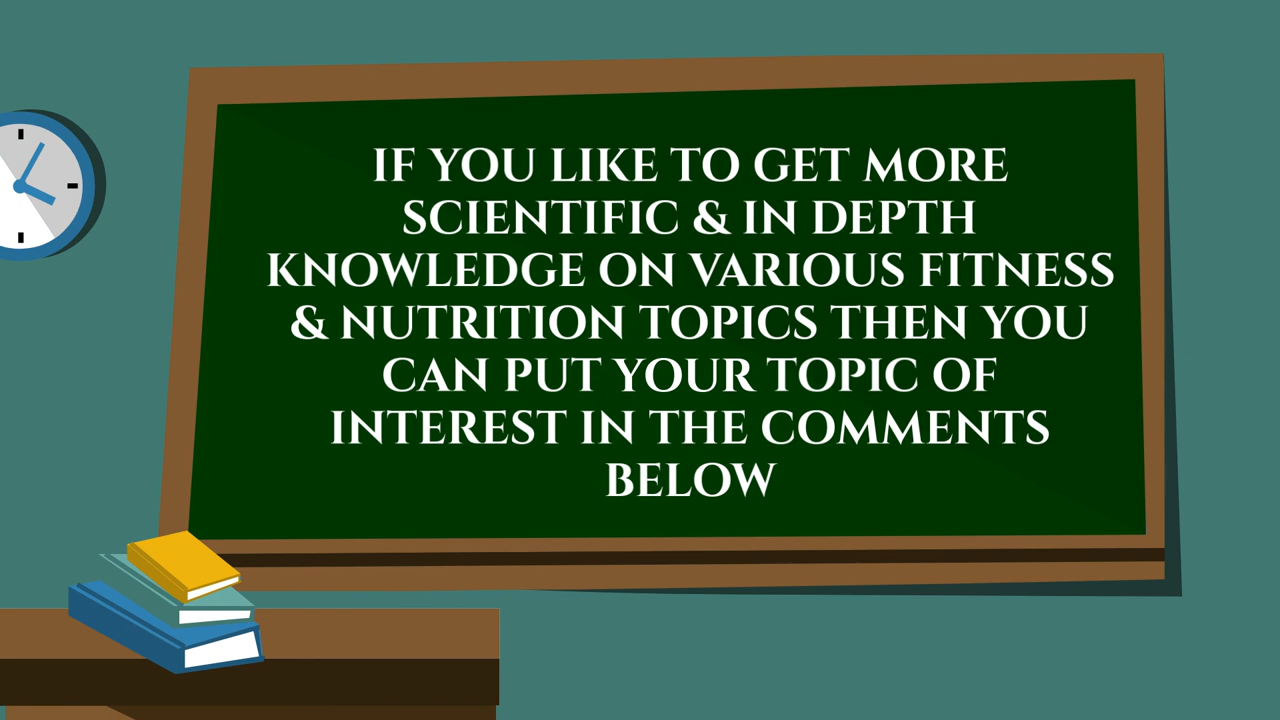 IF YOU LIKE TO GET MORE
SCIENTIFIC & IN DEPTH
KNOWLEDGE ON VARIOUS FITNESS
& NUTRITION TOPICS THEN YOU
CAN PUT YOUR TOPIC OF
INTEREST IN THE COMMENTS
BELOW